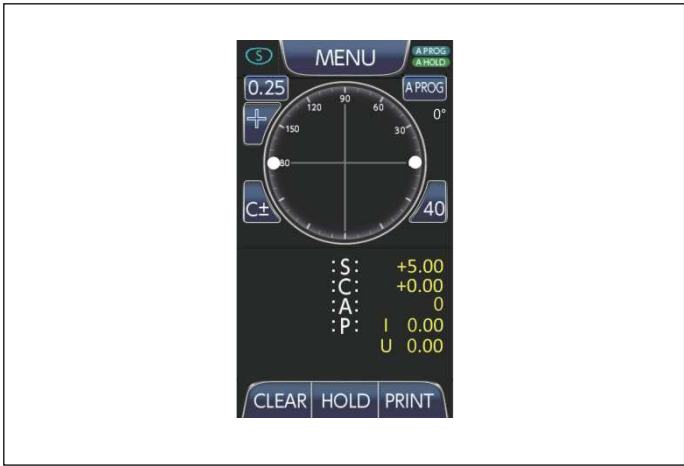 S MENU A PROG
A HOLD
0.25 A PROG
0°
90
120 60
150 30
80
C± 40
:S: +5.00
:C: +0.00
:A: 0
:P: I 0.00
U 0.00
CLEAR HOLD PRINT